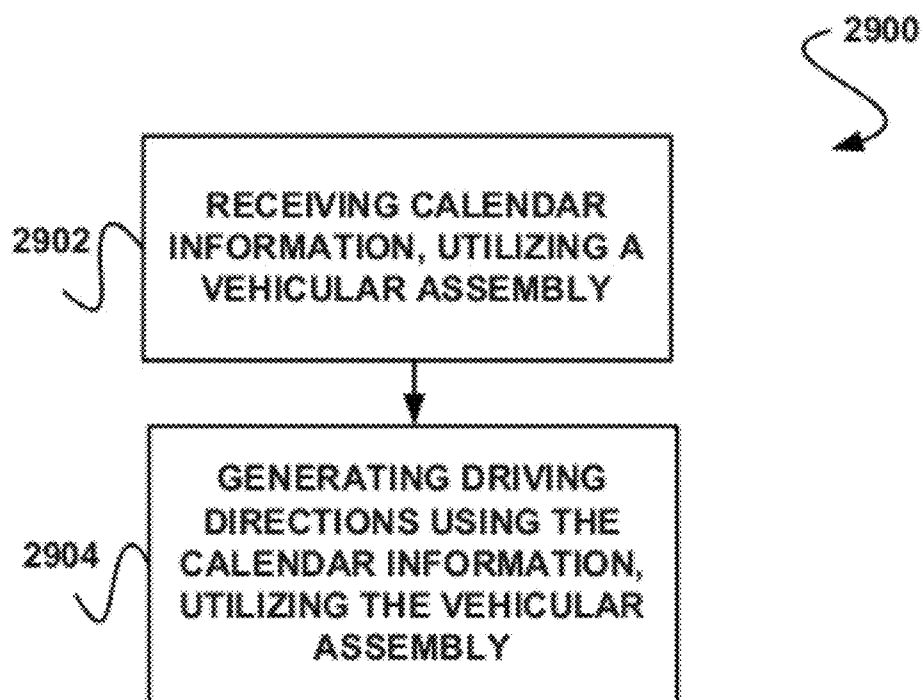 2900
RECEIVING CALENDAR
INFORMATION, UTILIZING A
VEHICULAR ASSEMBLY
2902
GENERATING DRIVING
DIRECTIONS USING THE
CALENDAR INFORMATION,
UTILIZING THE VEHICULAR
ASSEMBLY
2904